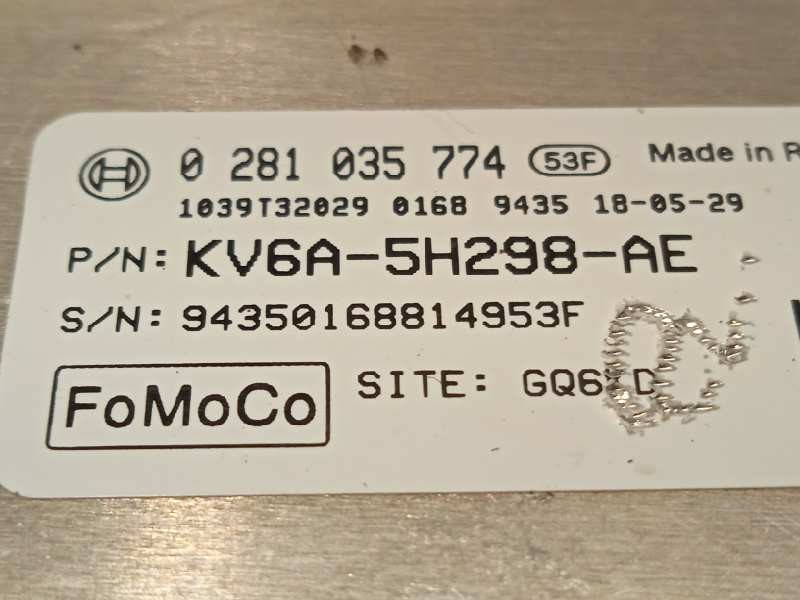 0 281 035 774 53F Made in R
1039T32029 0168 9435 18-05-29
P/N: KV6A-5H298-AE
S/N: 94350168814953F
FoMoCo
SITE: